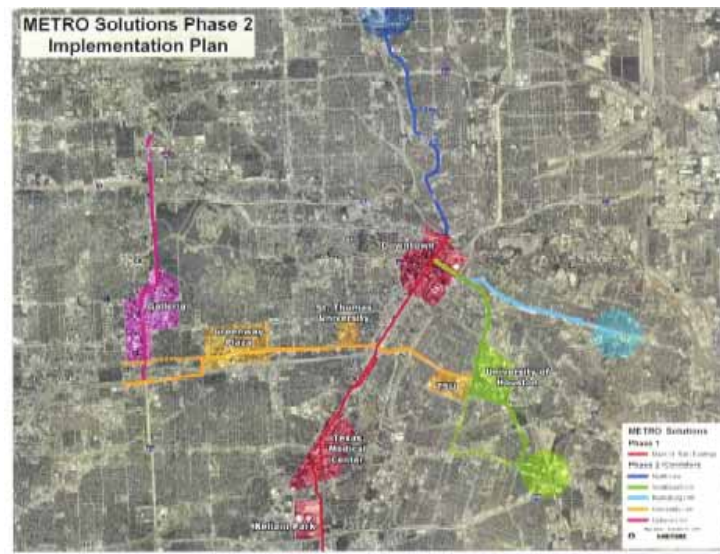 METRO Solutions Phase 2
Implementation Plan
Downtown
Galleria
St. Thomas
University
Greenway
Plaza
University of
Houston
TSU
Texas
Medical
Center
Reliant Park
METRO Solutions
Phase 1
Phase 2 Corridors